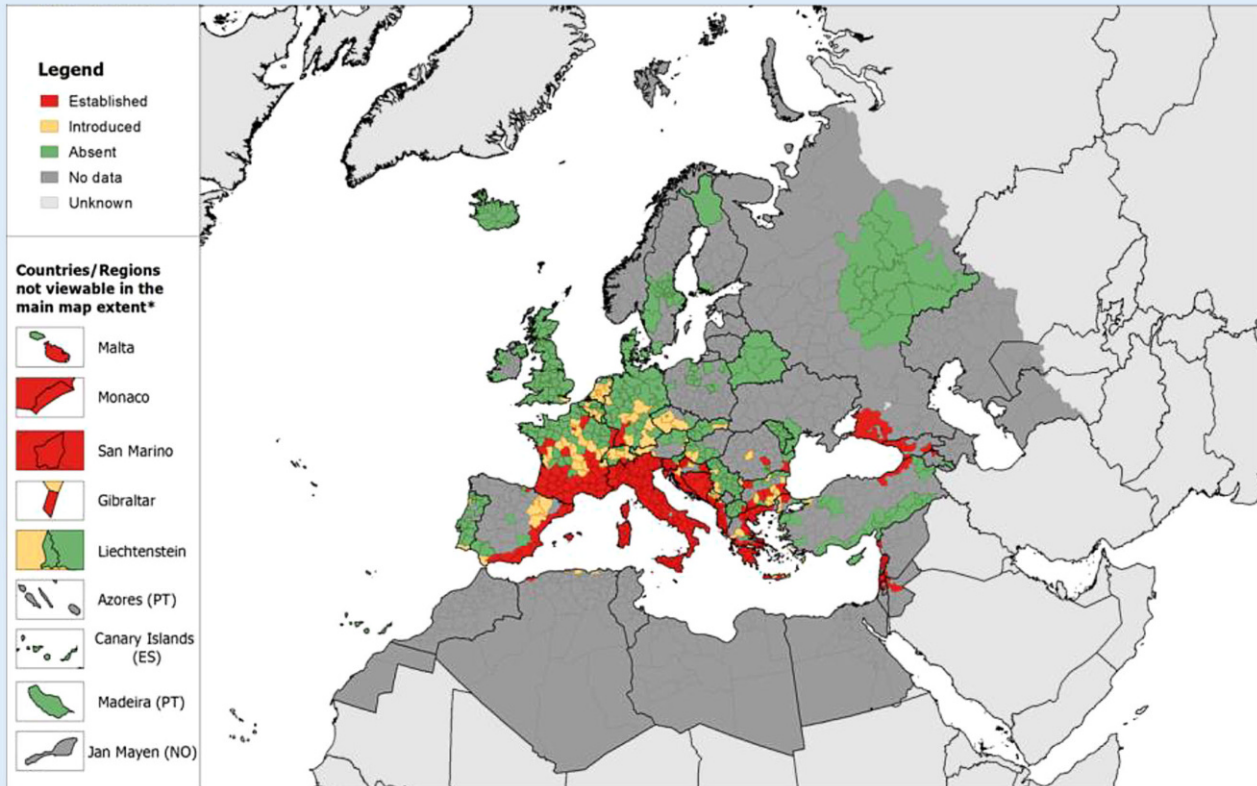 Legend
Established
Introduced
Absent
No data
Unknown
Countries/Regions
not viewable in the
main map extent*
Malta
Monaco
San Marino
Gibraltar
Liechtenstein
Azores (PT)
Canary Islands
(ES)
Madeira (PT)
Jan Mayen (NO)